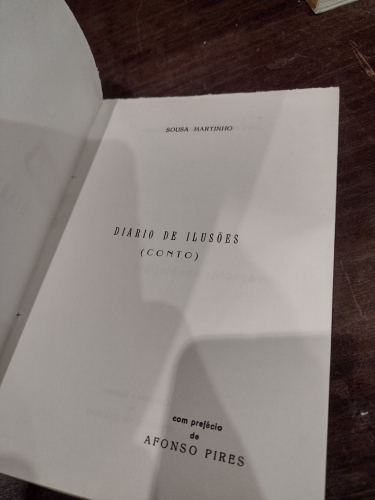 SOUSA MARTINHO
DIARIO DE ILUSÕES
(CONTO)
com prefácio
de
AFONSO PIRES